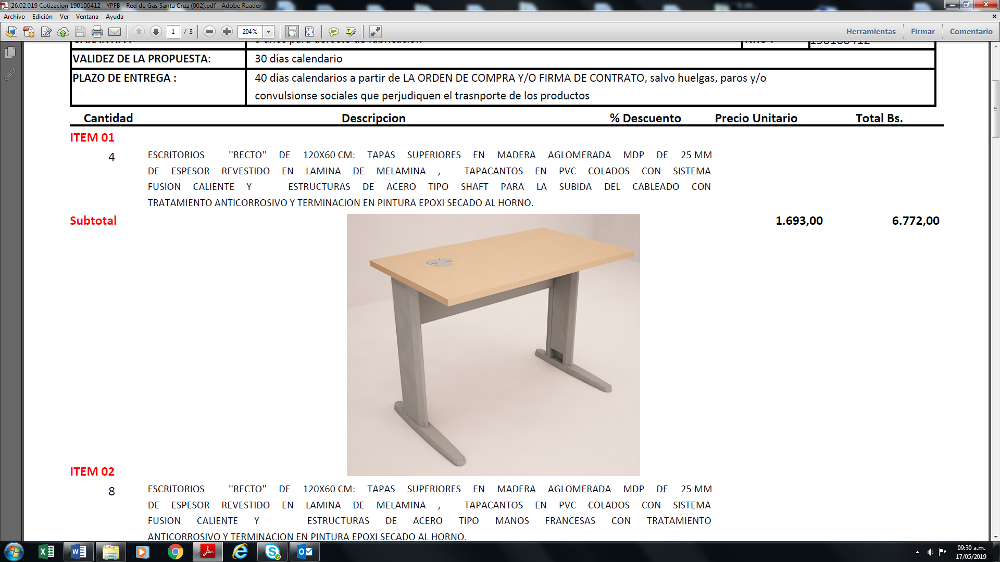 26.02.019 Cotizacion 190100412 - YPFB - Red de Gas Santa Cruz (002).pdf - Adobe Reader
Archivo Edición Ver Ventana Ayuda
1 / 3 204% Herramientas Firmar Comentario
VALIDEZ DE LA PROPUESTA: 30 días calendario
PLAZO DE ENTREGA : 40 días calendarios a partir de LA ORDEN DE COMPRA Y/O FIRMA DE CONTRATO, salvo huelgas, paros y/o
convulsionse sociales que perjudiquen el trasnporte de los productos
Cantidad Descripcion % Descuento Precio Unitario Total Bs.
ITEM 01
4 ESCRITORIOS "RECTO" DE 120X60 CM: TAPAS SUPERIORES EN MADERA AGLOMERADA MDP DE 25 MM
DE ESPESOR REVESTIDO EN LAMINA DE MELAMINA , TAPACANTOS EN PVC COLADOS CON SISTEMA
FUSION CALIENTE Y ESTRUCTURAS DE ACERO TIPO SHAFT PARA LA SUBIDA DEL CABLEADO CON
TRATAMIENTO ANTICORROSIVO Y TERMINACION EN PINTURA EPOXI SECADO AL HORNO.
Subtotal 1.693,00 6.772,00
ITEM 02
8 ESCRITORIOS "RECTO" DE 120X60 CM: TAPAS SUPERIORES EN MADERA AGLOMERADA MDP DE 25 MM
DE ESPESOR REVESTIDO EN LAMINA DE MELAMINA , TAPACANTOS EN PVC COLADOS CON SISTEMA
FUSION CALIENTE Y ESTRUCTURAS DE ACERO TIPO MANOS FRANCESAS CON TRATAMIENTO
ANTICORROSIVO Y TERMINACION EN PINTURA EPOXI SECADO AL HORNO.
09:30 a.m.
17/05/2019